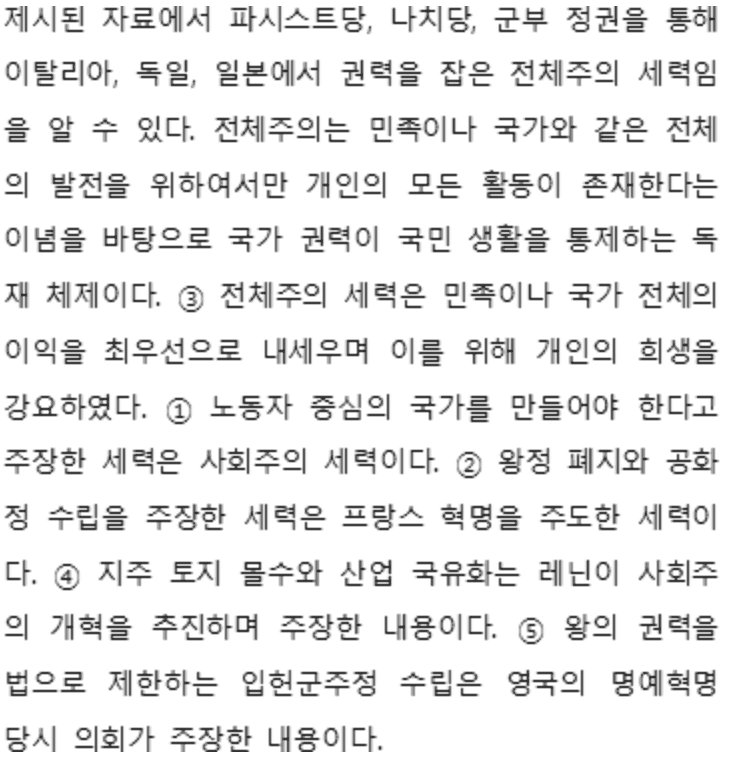 제시된 자료에서 파시스트당, 나치당, 군부 정권을 통해
이탈리아, 독일, 일본에서 권력을 잡은 전체주의 세력임
을 알 수 있다. 전체주의는 민족이나 국가와 같은 전체
의 발전을 위하여서만 개인의 모든 활동이 존재한다는
이념을 바탕으로 국가 권력이 국민 생활을 통제하는 독
재 체제이다. ③ 전체주의 세력은 민족이나 국가 전체의
이익을 최우선으로 내세우며 이를 위해 개인의 희생을
강요하였다. ① 노동자 중심의 국가를 만들어야 한다고
주장한 세력은 사회주의 세력이다. ② 왕정 폐지와 공화
정 수립을 주장한 세력은 프랑스 혁명을 주도한 세력이
다. ④ 지주 토지 몰수와 산업 국유화는 레닌이 사회주
의 개혁을 추진하며 주장한 내용이다. ⑤ 왕의 권력을
법으로 제한하는 입헌군주정 수립은 영국의 명예혁명
당시 의회가 주장한 내용이다.